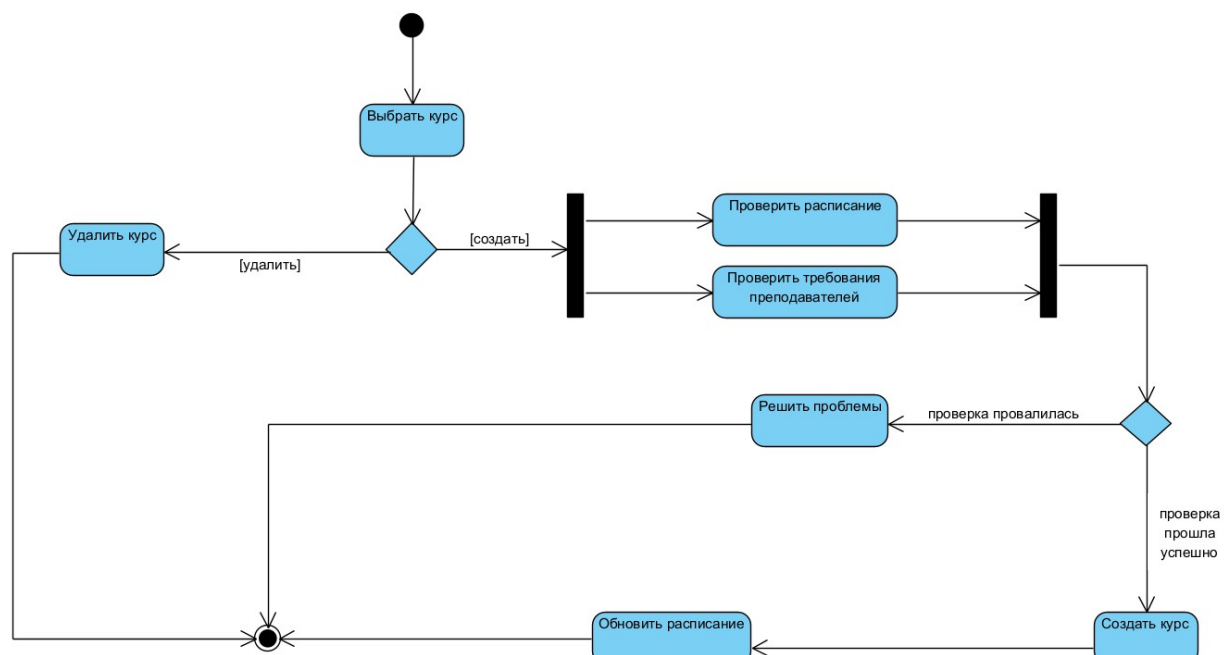 Выбрать курс
Проверить расписание
Удалить курс
[создать]
[удалить]
Проверить требования
преподавателей
Решить проблемы
проверка провалилась
проверка
прошла
успешно
Обновить расписание
Создать курс